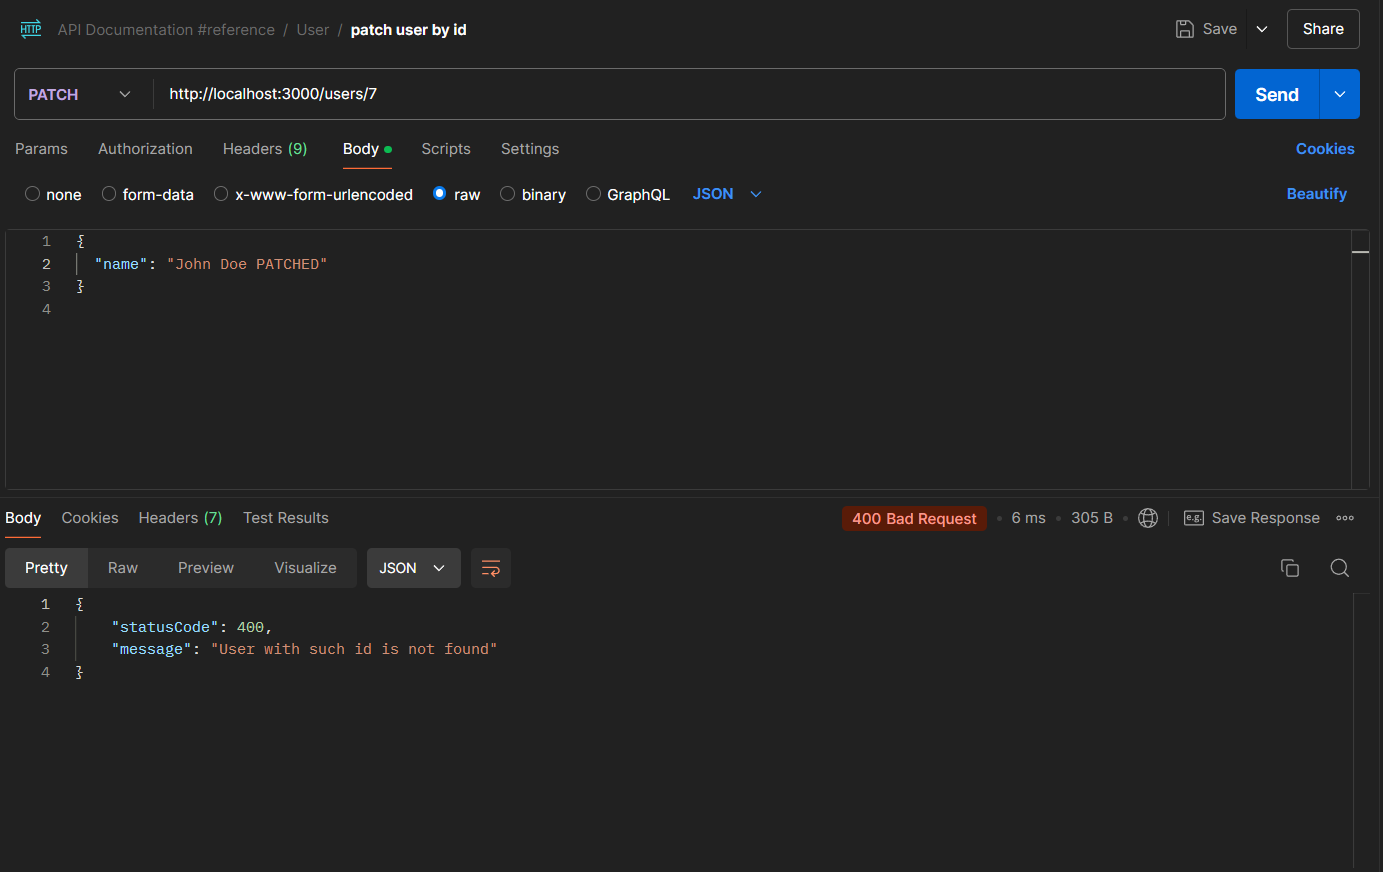 HTTP API Documentation #reference / User / patch user by id Save Share
PATCH http://localhost:3000/users/7 Send
Params Authorization Headers (9) Body Scripts Settings Cookies
none form-data x-www-form-urlencoded raw binary GraphQL JSON Beautify
1 {
2 "name": "John Doe PATCHED"
3 }
4
Body Cookies Headers (7) Test Results 400 Bad Request 6 ms 305 B e.g. Save Response
Pretty Raw Preview Visualize JSON
1 {
2 "statusCode": 400,
3 "message": "User with such id is not found"
4 }